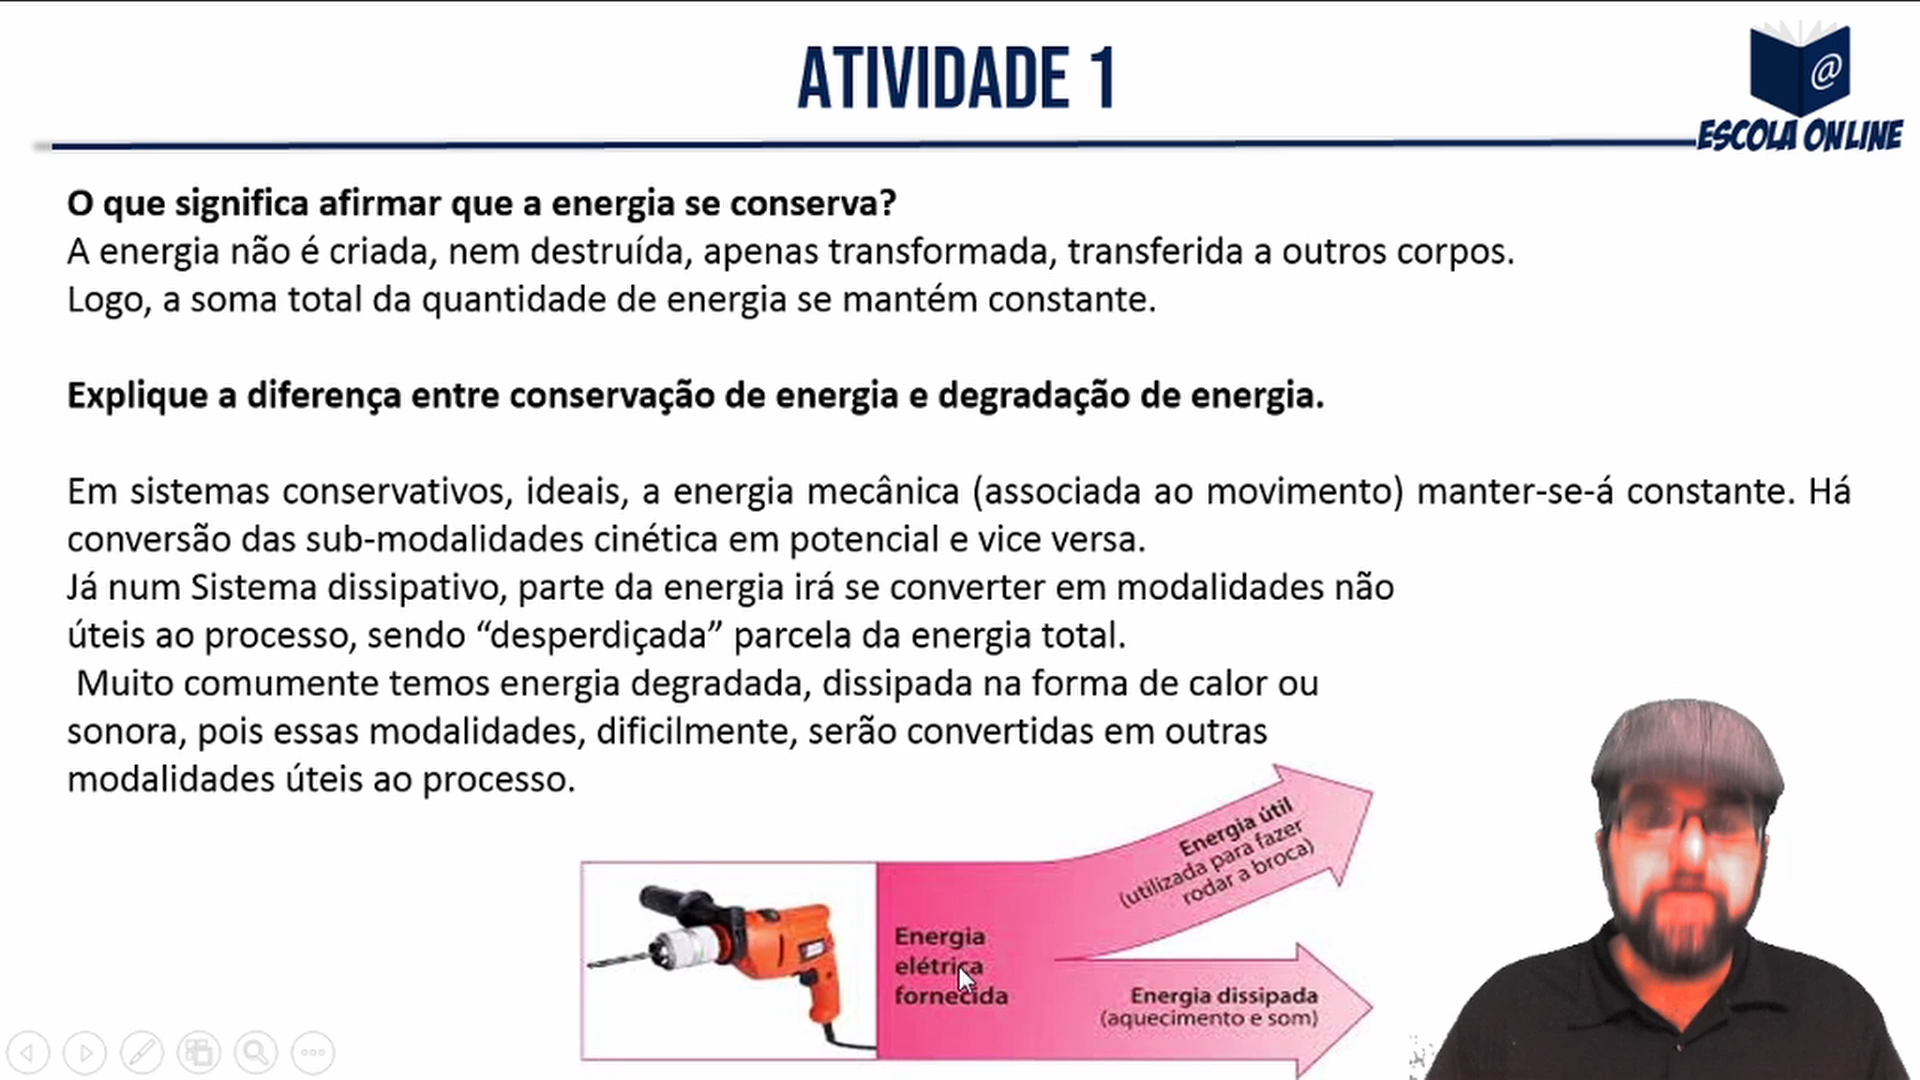 ATIVIDADE 1
@
ESCOLA ONLINE
O que significa afirmar que a energia se conserva?
A energia não é criada, nem destruída, apenas transformada, transferida a outros corpos.
Logo, a soma total da quantidade de energia se mantém constante.
Explique a diferença entre conservação de energia e degradação de energia.
Em sistemas conservativos, ideais, a energia mecânica (associada ao movimento) manter-se-á constante. Há
conversão das sub-modalidades cinética em potencial e vice versa.
Já num Sistema dissipativo, parte da energia irá se converter em modalidades não
úteis ao processo, sendo “desperdiçada” parcela da energia total.
Muito comumente temos energia degradada, dissipada na forma de calor ou
sonora, pois essas modalidades, dificilmente, serão convertidas em outras
modalidades úteis ao processo.
Energia útil
(utilizada para fazer
rodar a broca)
Energia
elétrica
fornecida
Energia dissipada
(aquecimento e som)